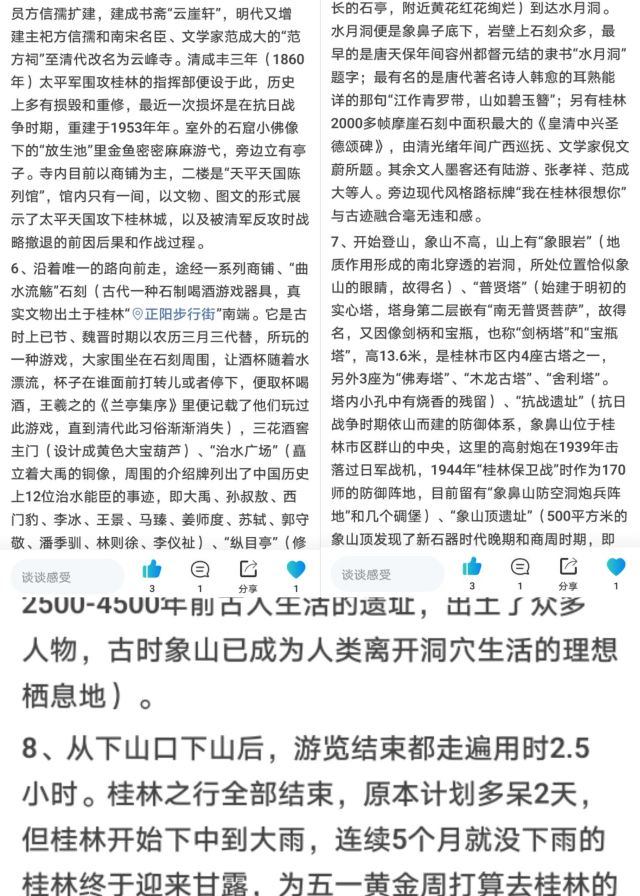 员方信孺扩建，建成书斋“云崖轩”，明代又增
建主祀方信孺和南宋名臣、文学家范成大的“范
方祠”至清代改名为云峰寺。清咸丰三年（1860
年）太平军围攻桂林的指挥部便设于此，历史
上多有损毁和重修，最近一次损坏是在抗日战
争时期，重建于1953年年。室外的石窟小佛像
下的“放生池”里金鱼密密麻麻游弋，旁边立有亭
子。寺内目前以商铺为主，二楼是“天平天国陈
列馆”，馆内只有一间，以文物、图文的形式展
示了太平天国攻下桂林城，以及被清军反攻时战
略撤退的前因后果和作战过程。
6、沿着唯一的路向前走，途经一系列商铺、“曲
水流觞”石刻（古代一种石制喝酒游戏器具，真
实文物出土于桂林“正阳步行街”南端。它是古
时上已节、魏晋时期以农历三月三代替，所玩的
一种游戏，大家围坐在石刻周围，让酒杯随着水
漂流，杯子在谁面前打转儿或者停下，便取杯喝
酒，王羲之的《兰亭集序》里便记载了他们玩过
此游戏，直到清代此习俗渐渐消失），三花酒窖
主门（设计成黄色大宝葫芦）、“治水广场”（矗
立着大禹的铜像，周围的介绍牌列出了中国历史
上12位治水能臣的事迹，即大禹、孙叔敖、西
门豹、李冰、王景、马臻、姜师度、苏轼、郭守
敬、潘季驯、林则徐、李仪祉）、“纵目亭”（修
谈谈感受
3
1
分享
1
长的石亭，附近黄花红花绚烂）到达水月洞。
水月洞便是象鼻子底下，岩壁上石刻众多，最
早的是唐天保年间容州都督元结的隶书“水月洞”
题字；最有名的是唐代著名诗人韩愈的耳熟能
详的那句“江作青罗带，山如碧玉簪”；另有桂林
2000多帧摩崖石刻中面积最大的《皇清中兴圣
德颂碑》，由清光绪年间广西巡抚、文学家倪文
蔚所题。其余文人墨客还有陆游、张孝祥、范成
大等人。旁边现代风格路标牌“我在桂林很想你”
与古迹融合毫无违和感。
7、开始登山，象山不高，山上有“象眼岩”（地
质作用形成的南北穿透的岩洞，所处位置恰似象
山的眼睛，故得名）、“普贤塔”（始建于明初的
实心塔，塔身第二层嵌有“南无普贤菩萨”，故得
名，又因像剑柄和宝瓶，也称“剑柄塔”和“宝瓶
塔”，高13.6米，是桂林市区内4座古塔之一，
另外3座为“佛寿塔”、“木龙古塔”、“舍利塔”。
塔内小孔中有烧香的残留）、“抗战遗址”（抗日
战争时期依山而建的防御体系，象鼻山位于桂
林市区群山的中央，这里的高射炮在1939年击
落过日军战机，1944年“桂林保卫战”时作为170
师的防御阵地，目前留有“象鼻山防空洞炮兵阵
地”和几个碉堡）、“象山顶遗址”（500平方米的
象山顶发现了新石器时代晚期和商周时期，即
谈谈感受
3
1
分享
1
2500-4500年前古人生活的遗址，出土了众多
人物，古时象山已成为人类离开洞穴生活的理想
栖息地）。
8、从下山口下山后，游览结束都走遍用时2.5
小时。桂林之行全部结束，原本计划多呆2天，
但桂林开始下中到大雨，连续5个月就没下雨的
桂林终于迎来甘露，为五一黄金周打算去桂林的